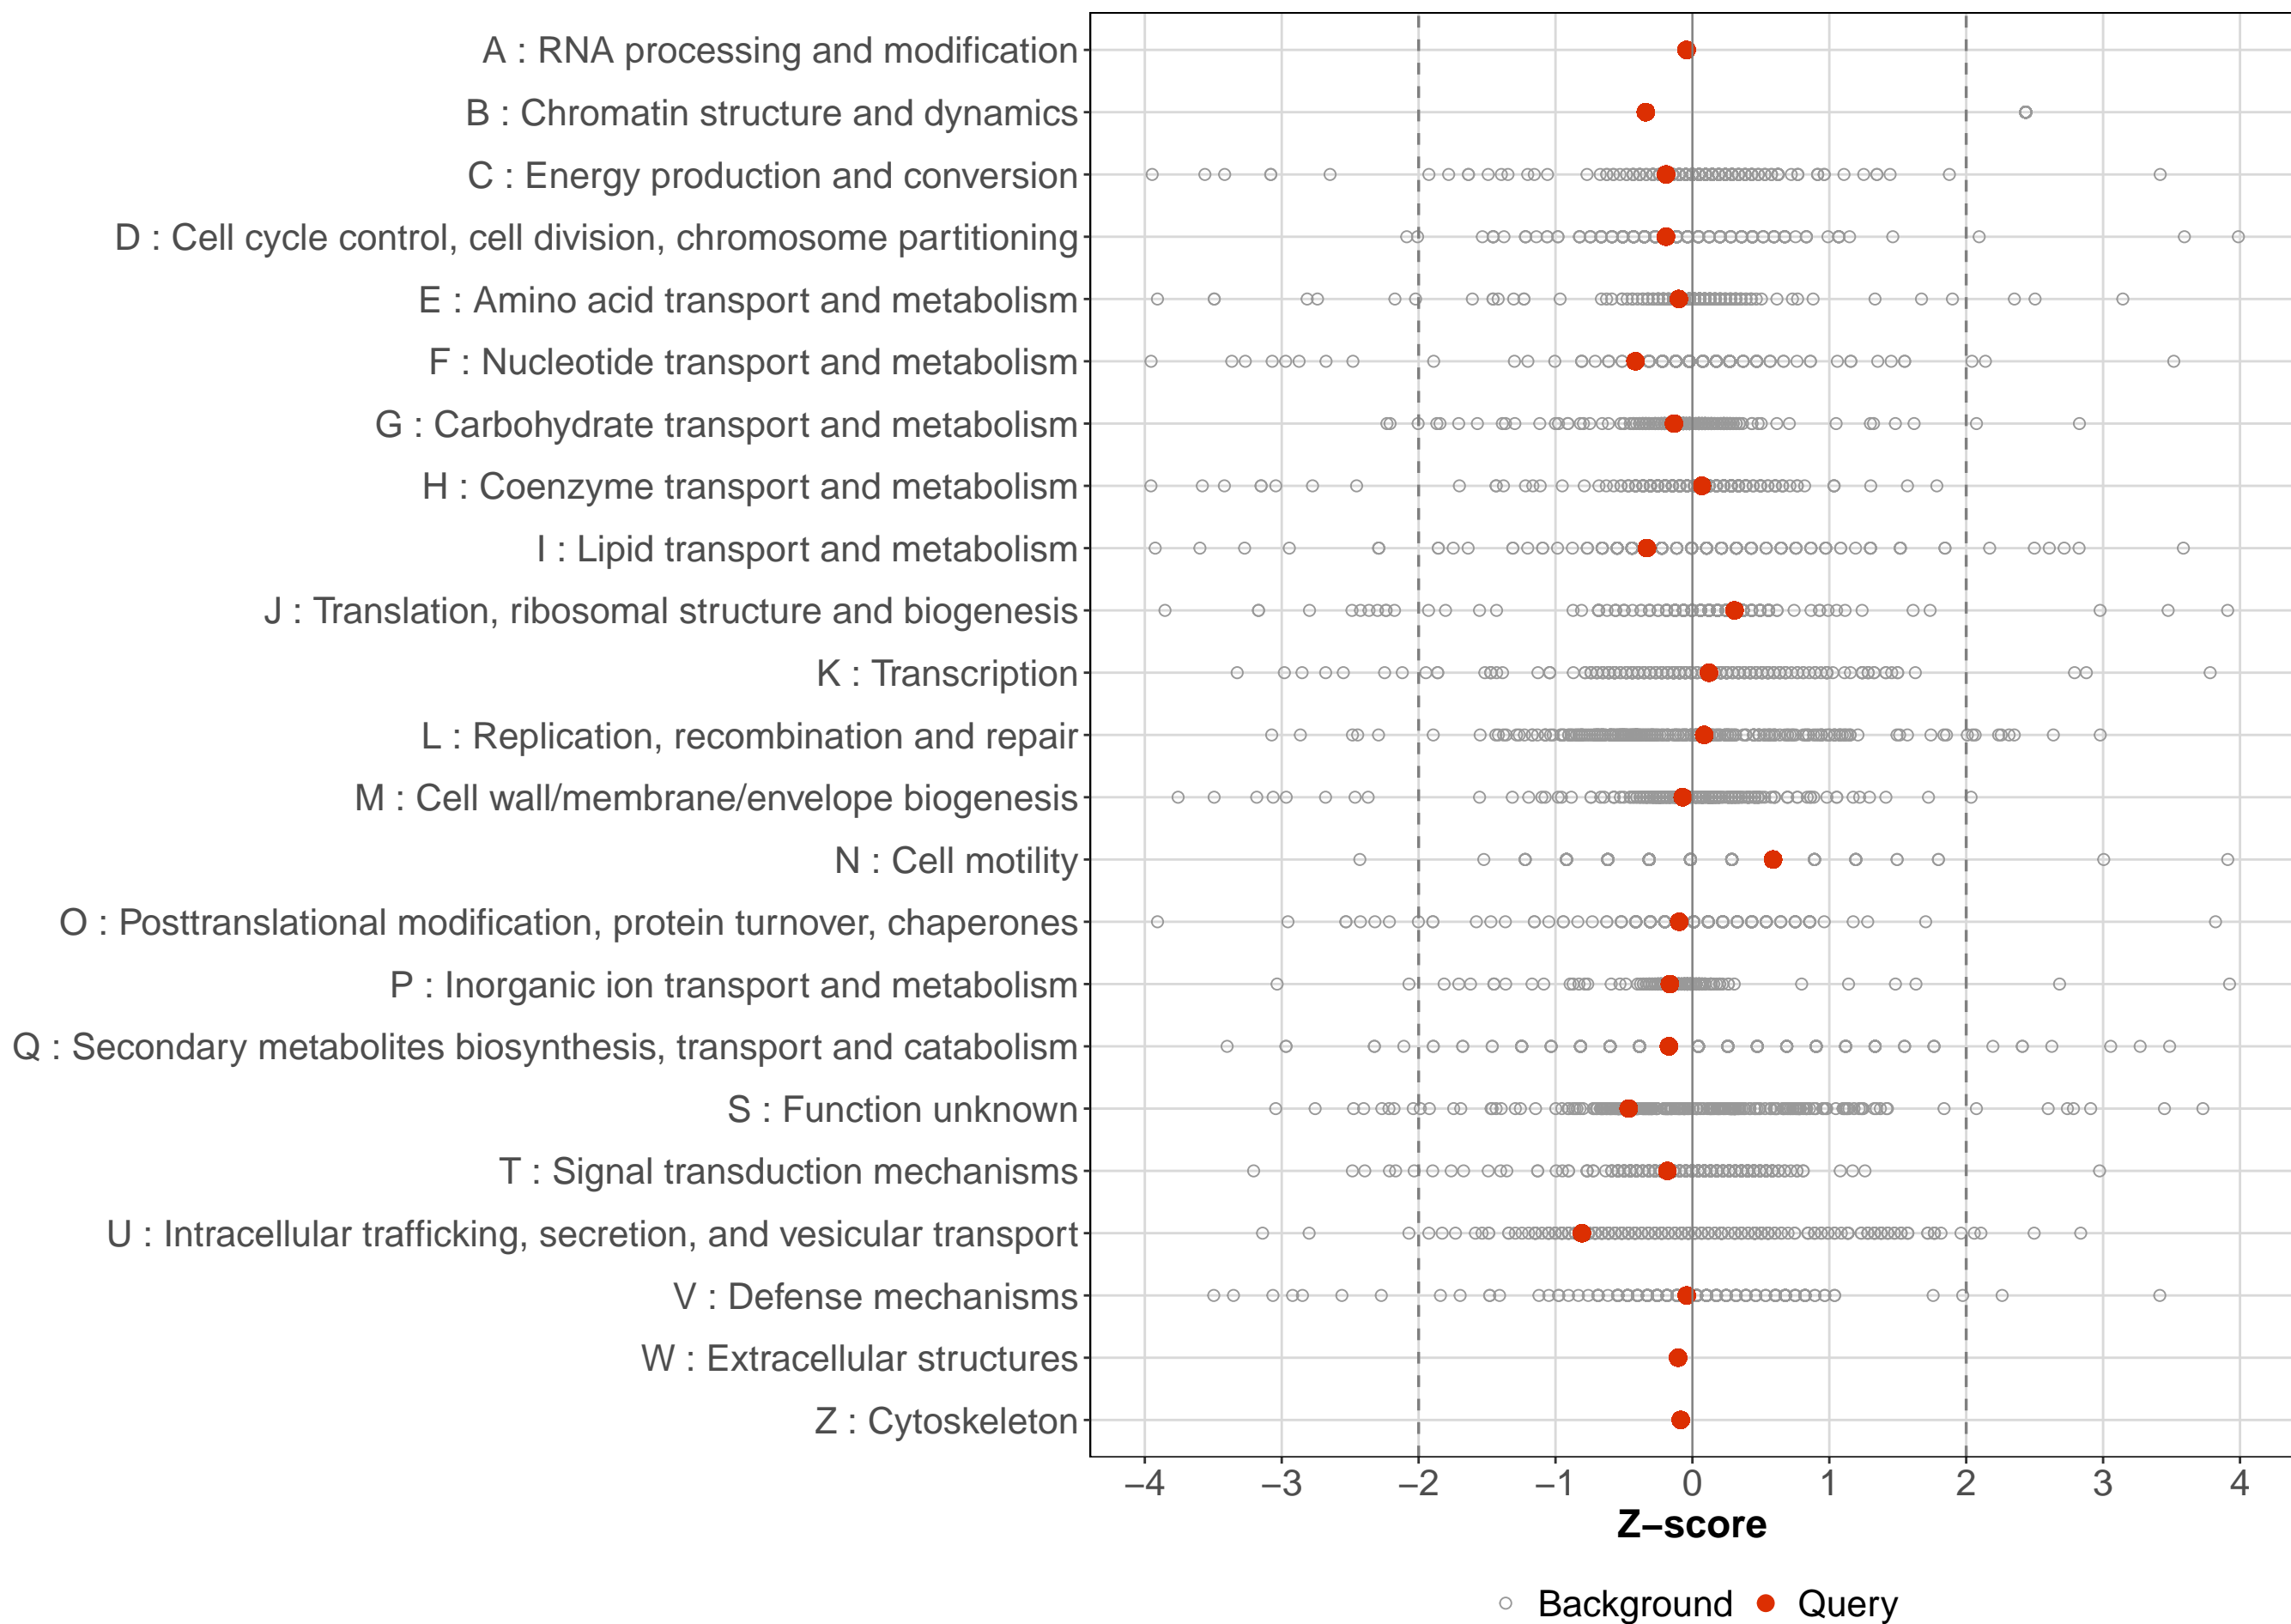 A : RNA processing and modification
B : Chromatin structure and dynamics
C : Energy production and conversion
D : Cell cycle control, cell division, chromosome partitioning
E : Amino acid transport and metabolism
F : Nucleotide transport and metabolism
G : Carbohydrate transport and metabolism
H : Coenzyme transport and metabolism
I : Lipid transport and metabolism
J : Translation, ribosomal structure and biogenesis
K : Transcription
L : Replication, recombination and repair
M : Cell wall/membrane/envelope biogenesis
N : Cell motility
O : Posttranslational modification, protein turnover, chaperones
P : Inorganic ion transport and metabolism
Q : Secondary metabolites biosynthesis, transport and catabolism
S : Function unknown
T : Signal transduction mechanisms
U : Intracellular trafficking, secretion, and vesicular transport
V : Defense mechanisms
W : Extracellular structures
Z : Cytoskeleton
−4 −3 −2 −1 0 1 2 3 4
Z−score
Background Query